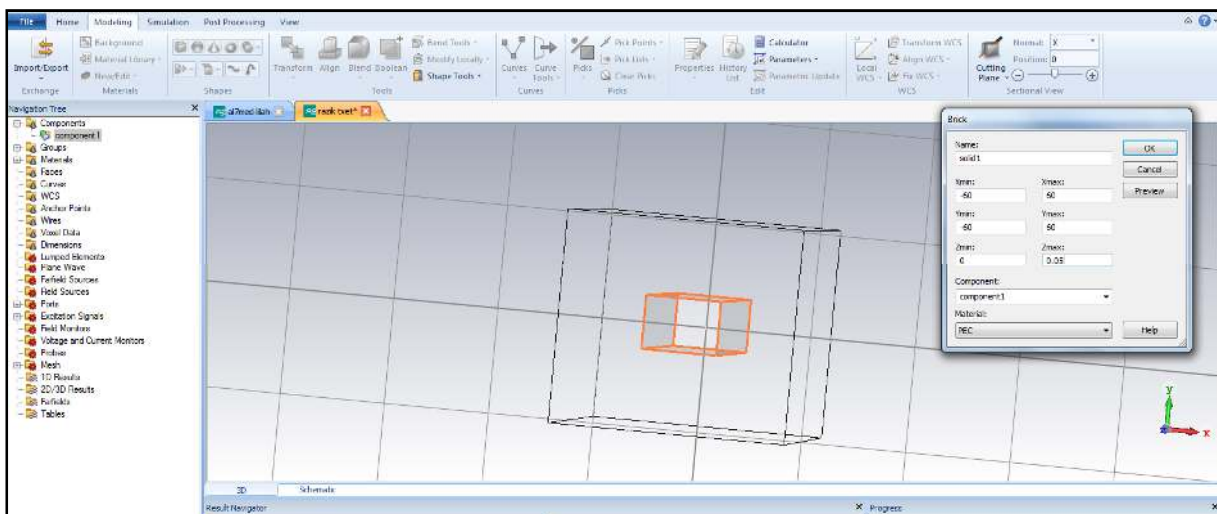 File Home Modeling Simulation Post Processing View
Background
Material Library
New/Edit
Import/Export
Exchange
Materials
Shapes
Transform Align Blend Boolean
Bend Tools
Modify Locally
Shape Tools
Tools
Curves Curve Tools
Curves
Picks
Pick Points
Pick Lists
Clear Picks
Picks
Properties History List
Calculator
Parameters
Parametric Update
Edit
Local WCS
Transform WCS
Align WCS
Fix WCS
WCS
Cutting Plane
Normal: X
Position: 0
Sectional View
Navigation Tree
Components
component1
Groups
Materials
Faces
Curves
WCS
Anchor Points
Wires
Voxel Data
Dimensions
Lumped Elements
Plane Wave
Farfield Sources
Field Sources
Ports
Excitation Signals
Field Monitors
Voltage and Current Monitors
Probes
Mesh
1D Results
2D/3D Results
Farfields
Tables
razik tvet*
Brick
Name:
solid1
OK
Cancel
Preview
Xmin: Xmax:
-60 60
Ymin: Ymax:
-60 60
Zmin: Zmax:
0 0.03
Component:
component1
Material:
PEC
Help
y
x
3D Schematic
Result Navigator
Progress